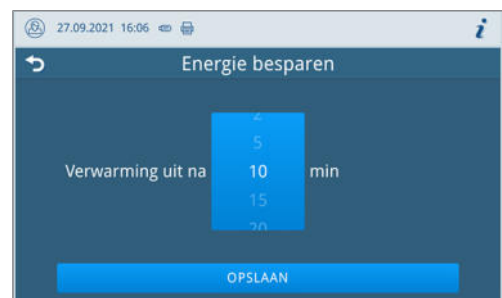 27.09.2021 16:06
i
Energie besparen
2
5
Verwarming uit na 10 min
15
20
OPSLAAN